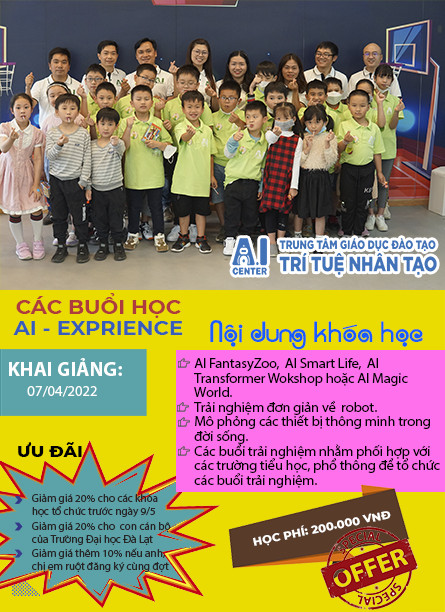 AI
CENTER
TRUNG TÂM GIÁO DỤC ĐÀO TẠO
TRÍ TUỆ NHÂN TẠO
CÁC BUỔI HỌC
AI - EXPRIENCE
Nội dung khóa học
KHAI GIẢNG:
07/04/2022
AI FantasyZoo, AI Smart Life, AI
Transformer Wokshop hoặc AI Magic
World.
Trải nghiệm đơn giản về robot.
Mô phỏng các thiết bị thông minh trong
đời sống.
Các buổi trải nghiệm nhằm phối hợp với
các trường tiểu học, phổ thông để tổ chức
các buổi trải nghiệm.
ƯU ĐÃI
Giảm giá 20% cho các khóa
học tổ chức trước ngày 9/5
Giảm giá 20% cho con cán bộ
của Trường Đại học Đà Lạt
Giảm giá thêm 10% nếu anh
chị em ruột đăng ký cùng đợt
HỌC PHÍ: 200.000 VNĐ
SPECIAL
OFFER
SPECIAL